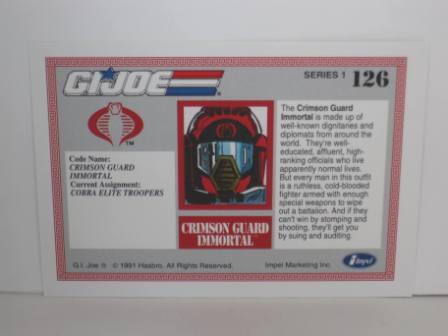 G.I.JOE
SERIES 1 126
TM
Code Name:
CRIMSON GUARD
IMMORTAL
Current Assignment:
COBRA ELITE TROOPERS
CRIMSON GUARD
IMMORTAL
The Crimson Guard
Immortal is made up of
well-known dignitaries and
diplomats from around the
world. They're well-
educated, affluent, high-
ranking officials who live
apparently normal lives.
But every man in this outfit
is a ruthless, cold-blooded
fighter armed with enough
special weapons to wipe
out a battalion. And if they
can't win by stomping and
shooting, they'll get you
by suing and auditing.
G.I. Joe ® © 1991 Hasbro. All Rights Reserved.
Impel Marketing Inc.
impel